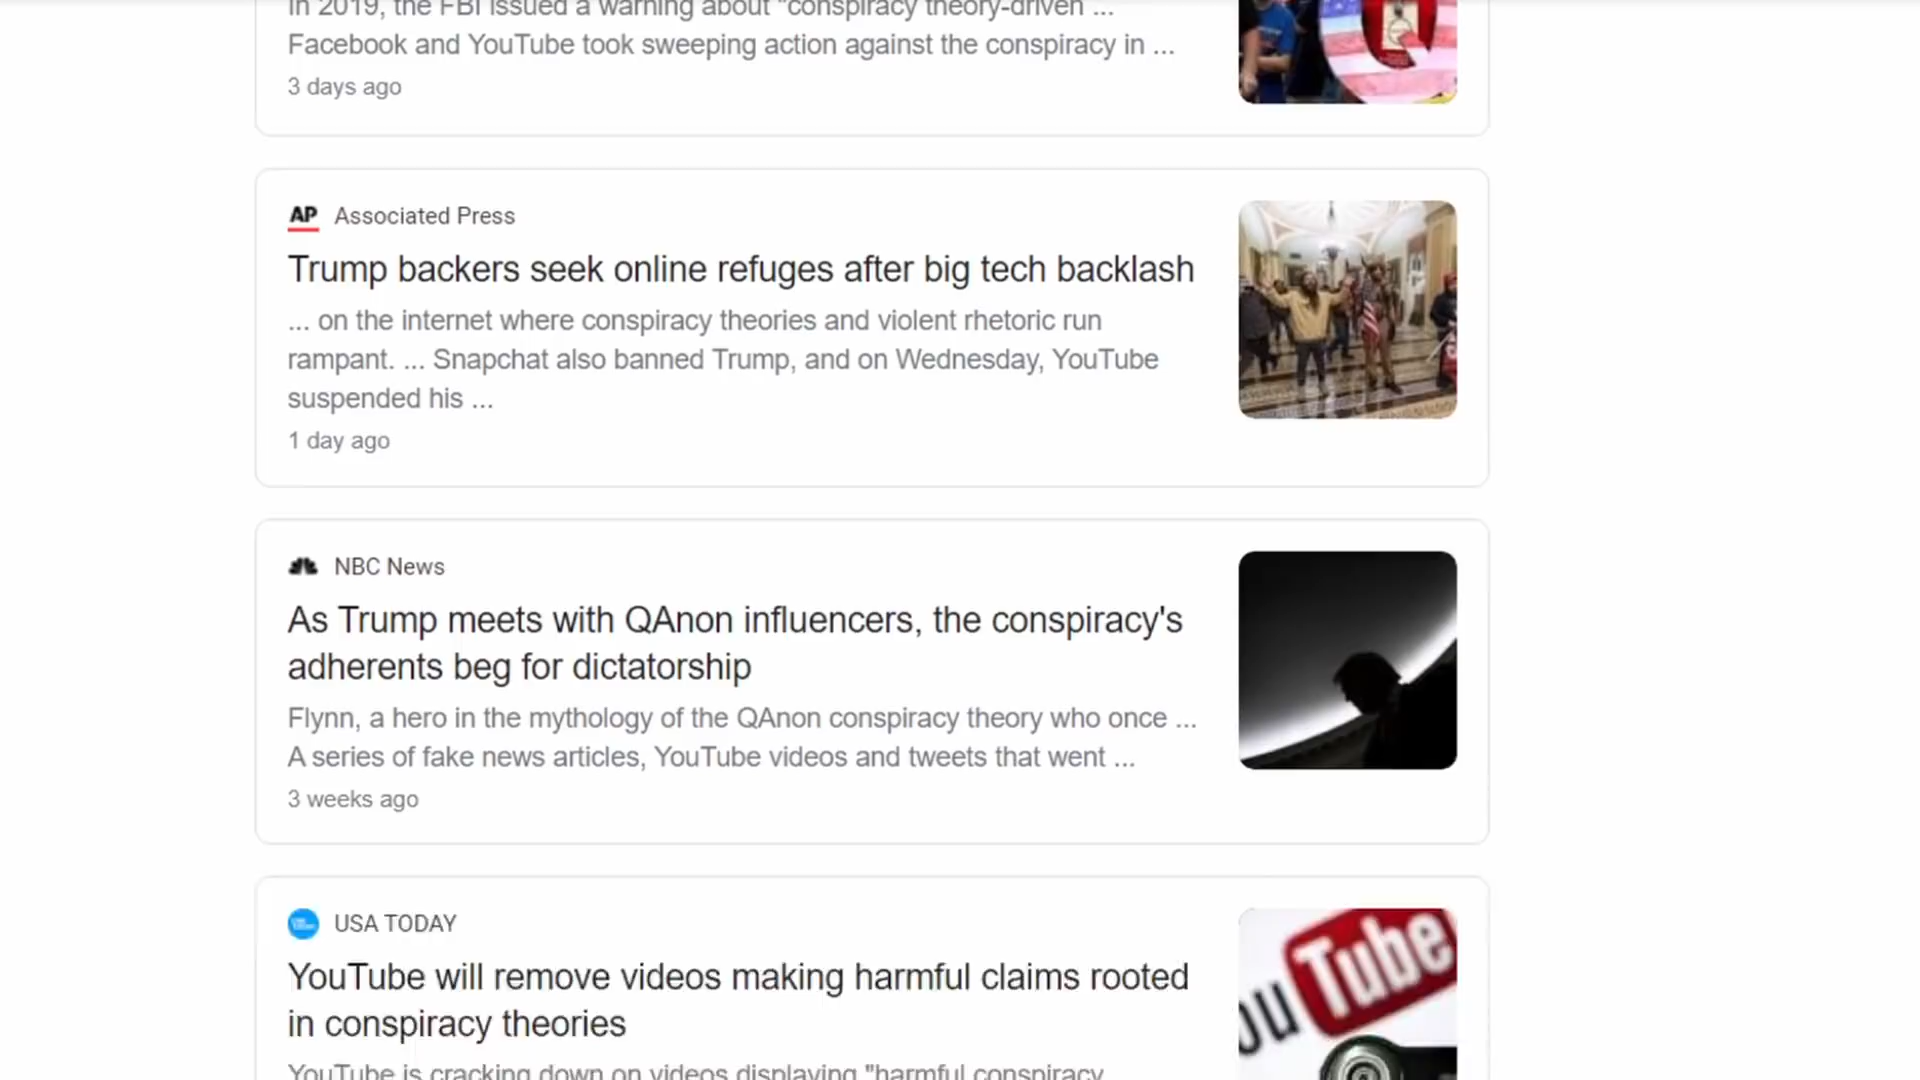 In 2019, the FBI issued a warning about "conspiracy theory-driven ...
Facebook and YouTube took sweeping action against the conspiracy in ...
3 days ago
AP Associated Press
Trump backers seek online refuges after big tech backlash
... on the internet where conspiracy theories and violent rhetoric run
rampant. ... Snapchat also banned Trump, and on Wednesday, YouTube
suspended his ...
1 day ago
NBC News
As Trump meets with QAnon influencers, the conspiracy's
adherents beg for dictatorship
Flynn, a hero in the mythology of the QAnon conspiracy theory who once ...
A series of fake news articles, YouTube videos and tweets that went ...
3 weeks ago
USA TODAY
YouTube will remove videos making harmful claims rooted
in conspiracy theories
ou Tube
YouTube is cracking down on videos displaying "harmful conspiracy